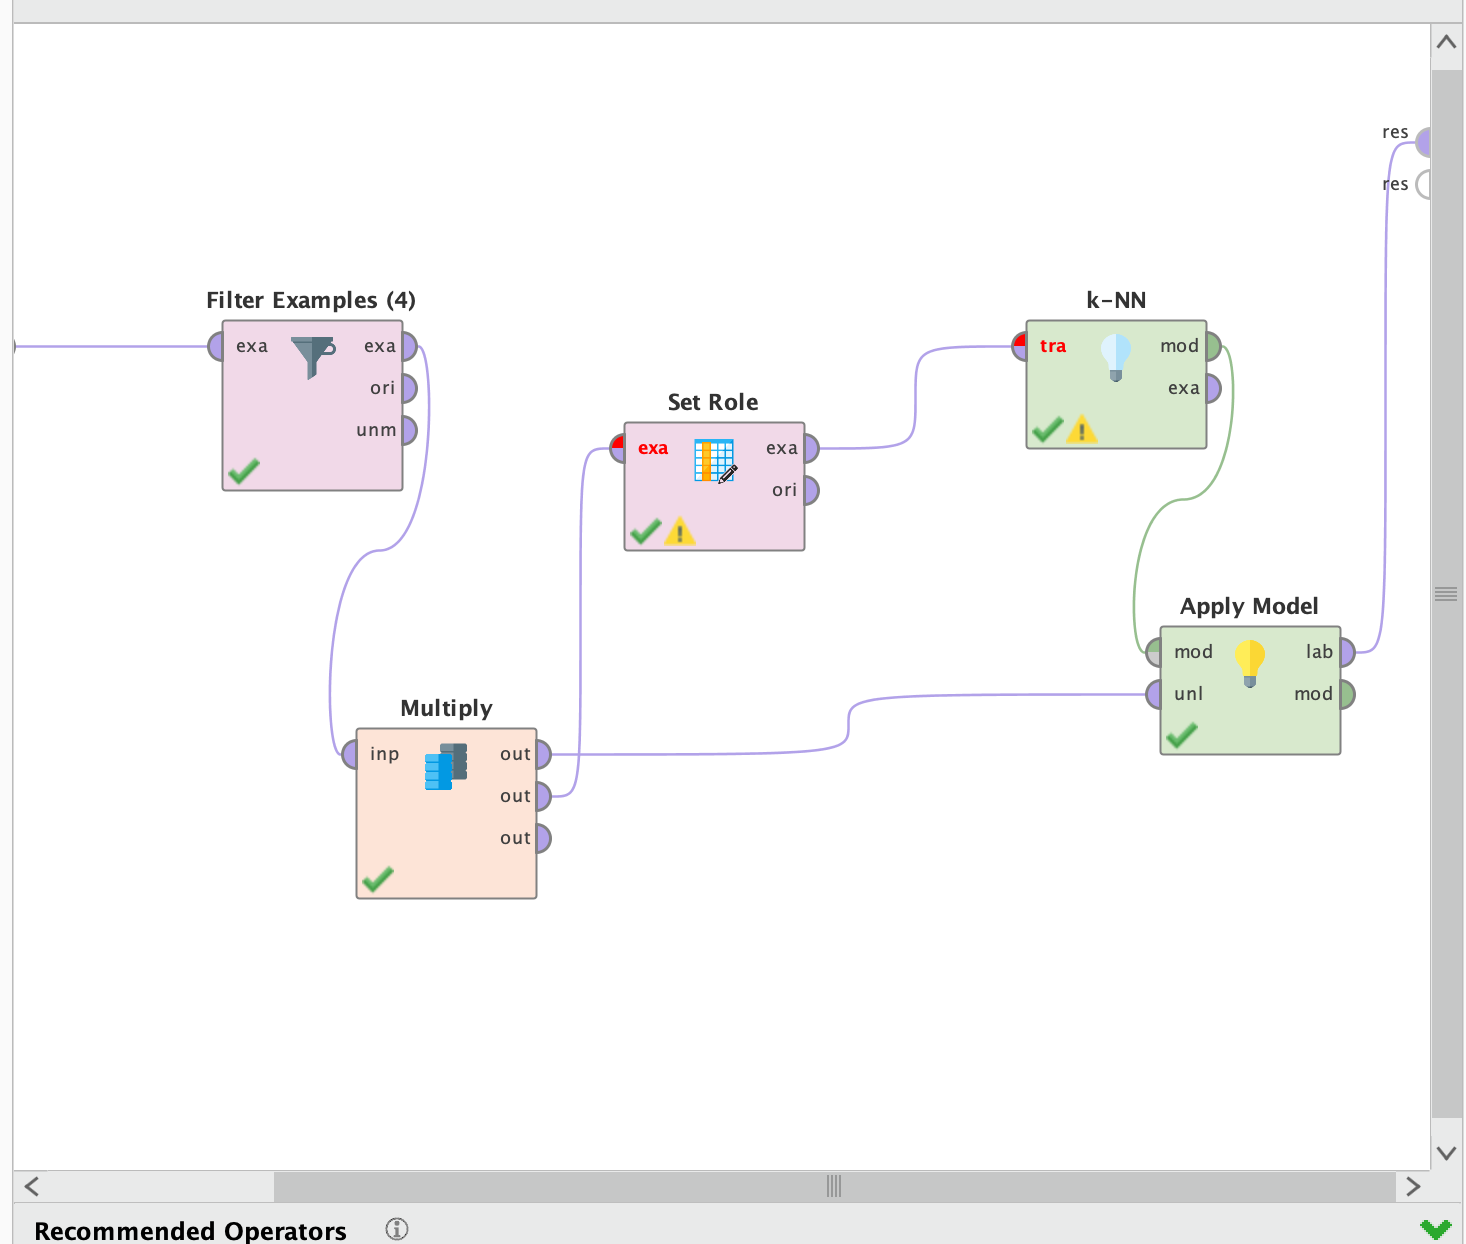 res
res
Filter Examples (4)
exa
exa
ori
unm
Set Role
exa
exa
ori
k-NN
tra
mod
exa
Apply Model
mod
lab
unl
mod
Multiply
inp
out
out
out
Recommended Operators